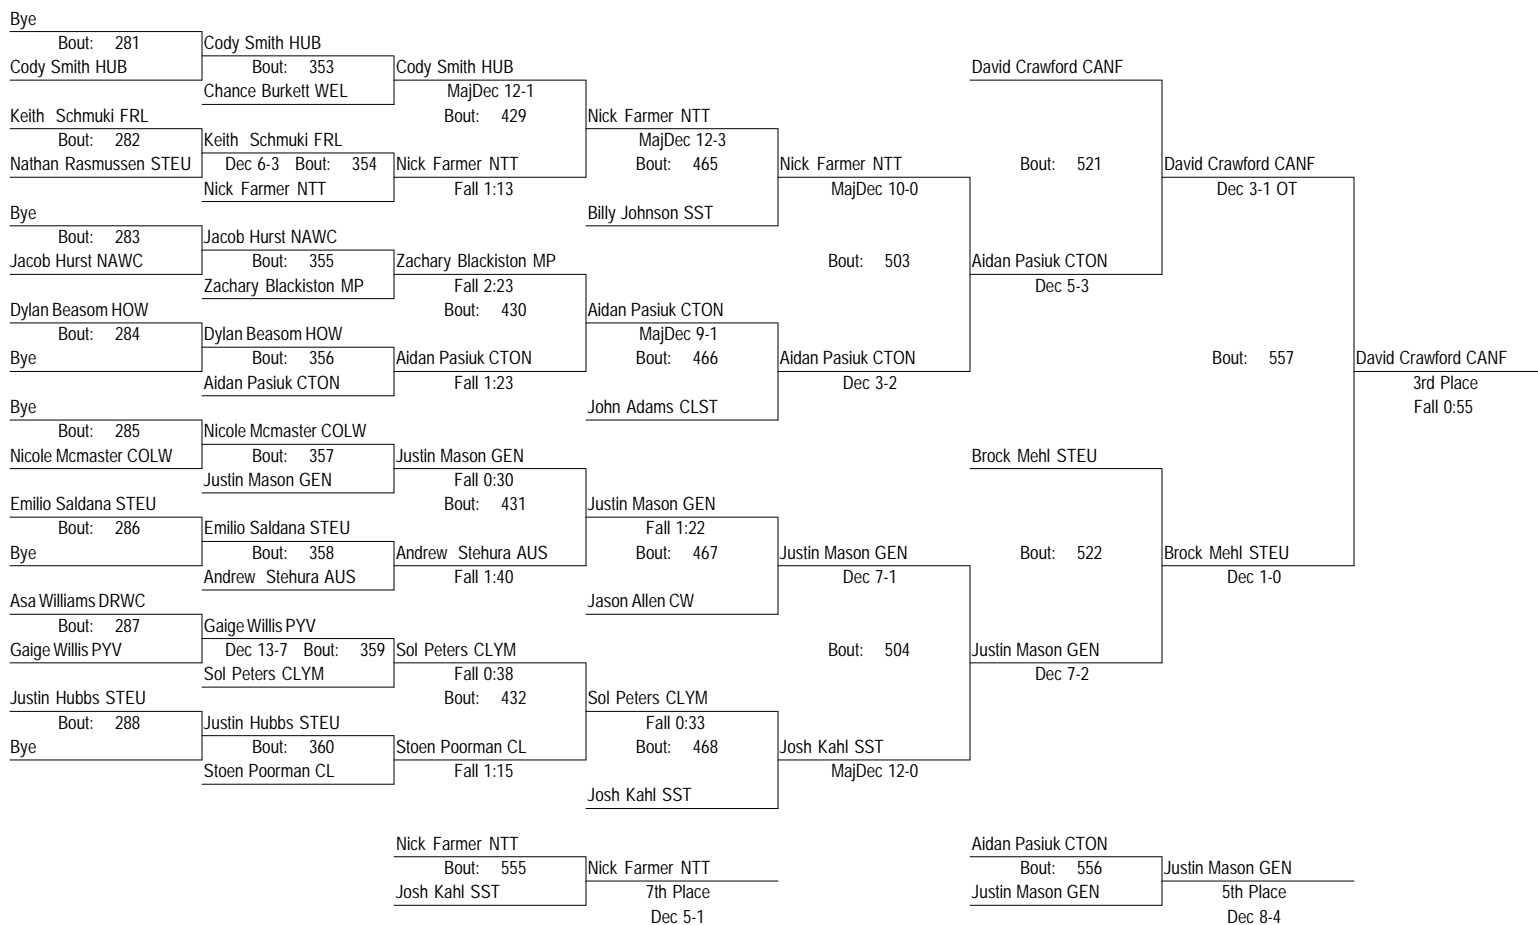 Bye
Bout: 281
Cody Smith HUB
Cody Smith HUB
Bout: 353
Cody Smith HUB
David Crawford CANF
Chance Burkett WEL
MajDec 12-1
Keith Schmuki FRL
Bout: 429
Nick Farmer NTT
Bout: 282
Keith Schmuki FRL
MajDec 12-3
Nathan Rasmussen STEU
Dec 6-3 Bout: 354
Nick Farmer NTT
Bout: 465
Nick Farmer NTT
Bout: 521
David Crawford CANF
Nick Farmer NTT
Fall 1:13
MajDec 10-0
Dec 3-1 OT
Bye
Billy Johnson SST
Bout: 283
Jacob Hurst NAWC
Jacob Hurst NAWC
Bout: 355
Zachary Blackiston MP
Bout: 503
Aidan Pasiuk CTON
Zachary Blackiston MP
Fall 2:23
Dec 5-3
Dylan Beasom HOW
Bout: 430
Aidan Pasiuk CTON
Bout: 284
Dylan Beasom HOW
MajDec 9-1
Bye
Bout: 356
Aidan Pasiuk CTON
Bout: 466
Aidan Pasiuk CTON
Bout: 557
David Crawford CANF
Aidan Pasiuk CTON
Fall 1:23
Dec 3-2
3rd Place
Bye
John Adams CLST
Fall 0:55
Bout: 285
Nicole Mcmaster COLW
Nicole Mcmaster COLW
Bout: 357
Justin Mason GEN
Brock Mehl STEU
Justin Mason GEN
Fall 0:30
Emilio Saldana STEU
Bout: 431
Justin Mason GEN
Bout: 286
Emilio Saldana STEU
Fall 1:22
Bye
Bout: 358
Andrew Stehura AUS
Bout: 467
Justin Mason GEN
Bout: 522
Brock Mehl STEU
Andrew Stehura AUS
Fall 1:40
Dec 7-1
Dec 1-0
Asa Williams DRWC
Jason Allen CW
Bout: 287
Gaige Willis PYV
Gaige Willis PYV
Dec 13-7 Bout: 359
Sol Peters CLYM
Bout: 504
Justin Mason GEN
Sol Peters CLYM
Fall 0:38
Dec 7-2
Justin Hubbs STEU
Bout: 432
Sol Peters CLYM
Bout: 288
Justin Hubbs STEU
Fall 0:33
Bye
Bout: 360
Stoen Poorman CL
Bout: 468
Josh Kahl SST
Stoen Poorman CL
Fall 1:15
MajDec 12-0
Josh Kahl SST
Nick Farmer NTT
Aidan Pasiuk CTON
Bout: 555
Nick Farmer NTT
Bout: 556
Justin Mason GEN
Josh Kahl SST
7th Place
Justin Mason GEN
5th Place
Dec 5-1
Dec 8-4